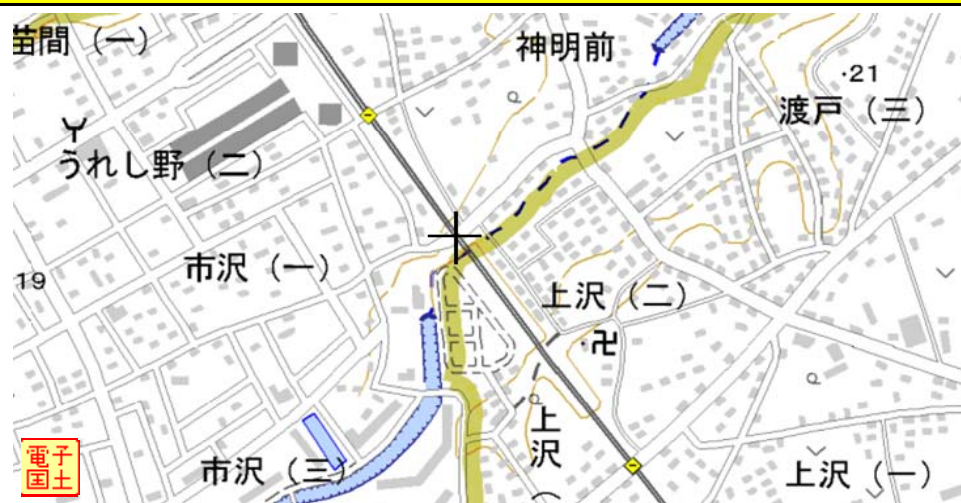 苗間（一）
神明前
・21
渡戸（三）
うれし野（二）
市沢（一）
19
上沢（二）
上沢
市沢（三）
上沢（一）
電子
国土